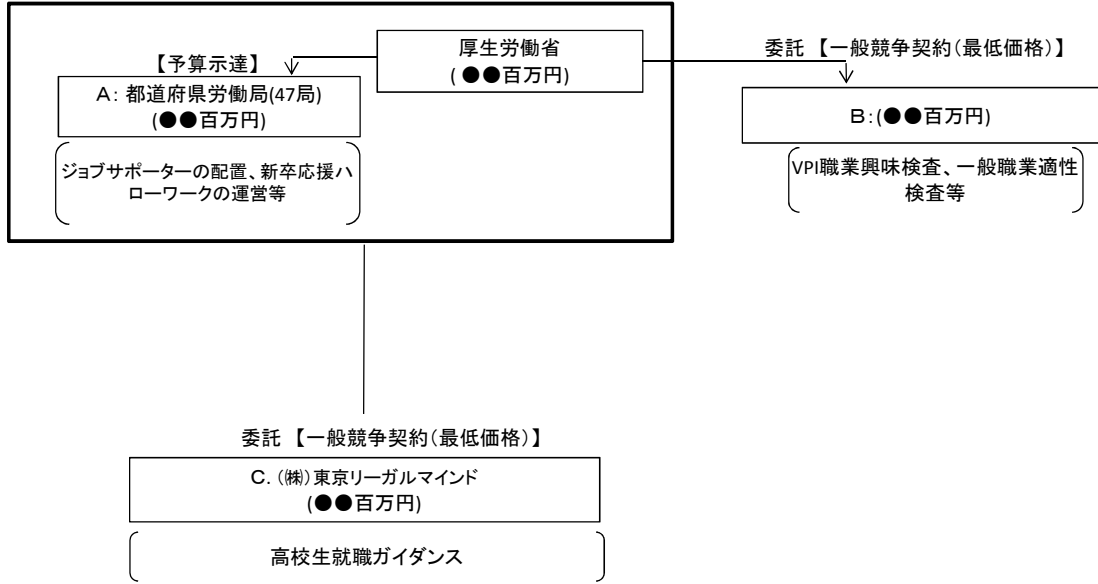 厚生労働省
( ●●百万円)
【予算示達】
A: 都道府県労働局(47局)
(●●百万円)
ジョブサポーターの配置、新卒応援ハ
ローワークの運営等
委託 【一般競争契約(最低価格)】
B:(●●百万円)
VPI職業興味検査、一般職業適性
検査等
委託 【一般競争契約(最低価格)】
C. (株)東京リーガルマインド
(●●百万円)
高校生就職ガイダンス